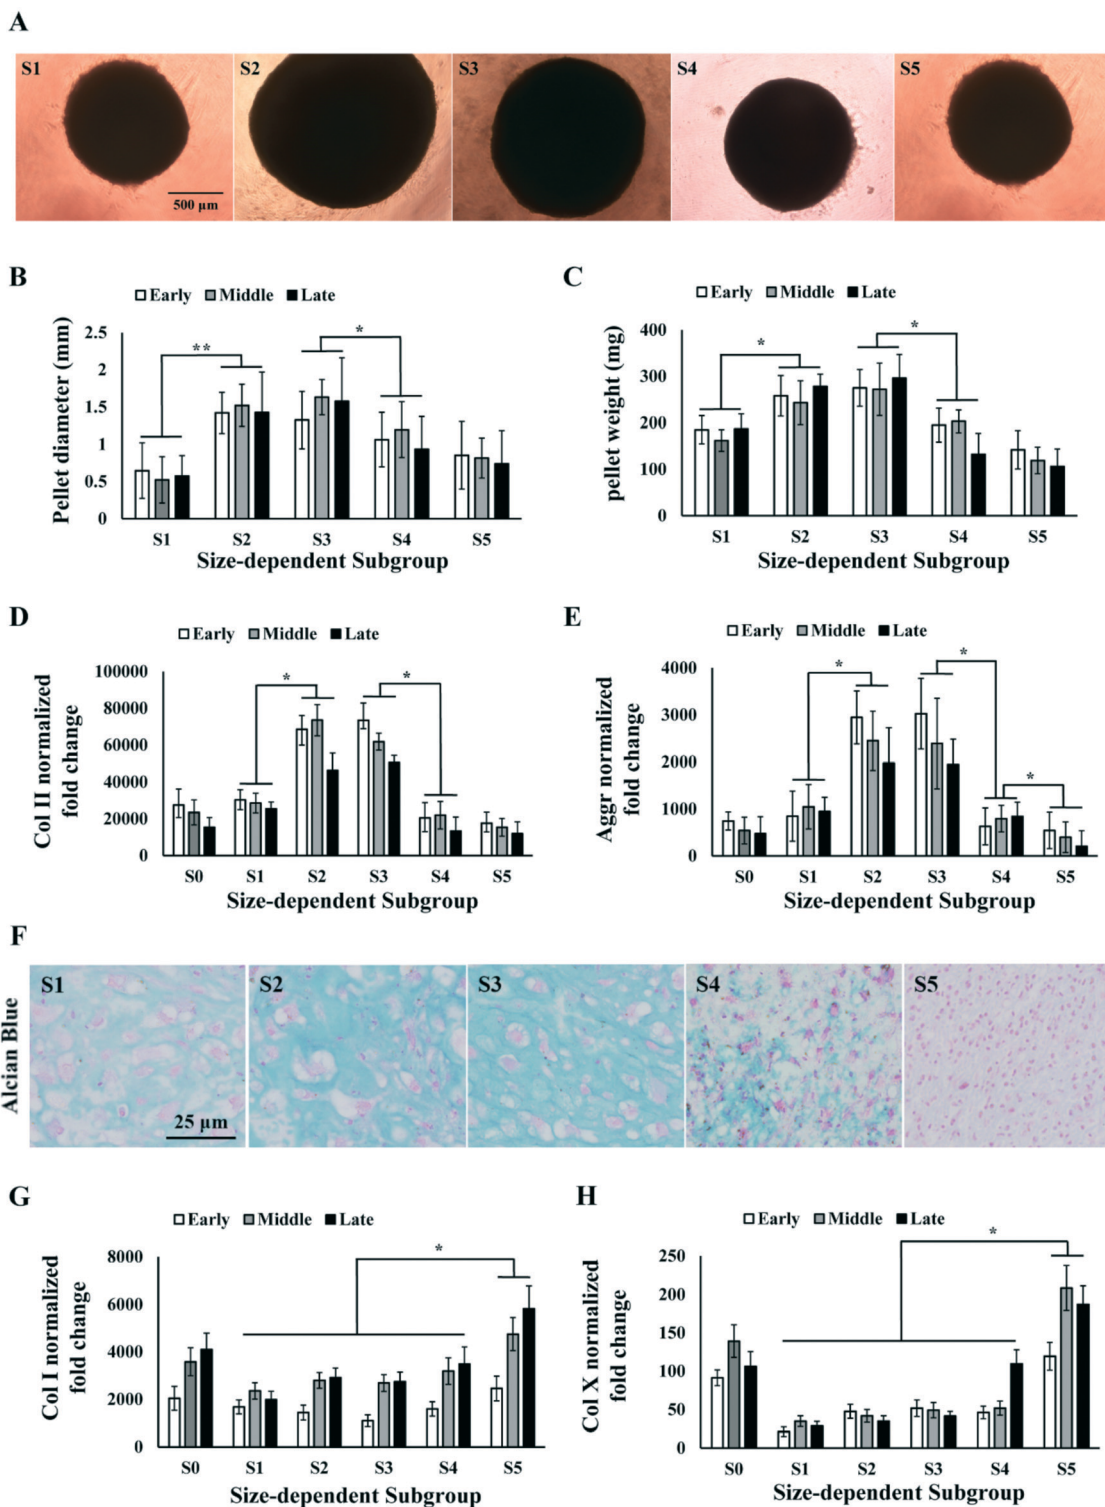 A
S1 S2 S3 S4 S5
500 µm
B
Early Middle Late
Pellet diameter (mm)
2.5
2
1.5
1
0.5
0
**
*
S1 S2 S3 S4 S5
Size-dependent Subgroup
C
Early Middle Late
pellet weight (mg)
400
300
200
100
0
*
*
S1 S2 S3 S4 S5
Size-dependent Subgroup
D
Early Middle Late
Col II normalized
fold change
100000
80000
60000
40000
20000
0
*
*
S0 S1 S2 S3 S4 S5
Size-dependent Subgroup
E
Early Middle Late
Aggr normalized
fold change
4000
3000
2000
1000
0
*
*
*
S0 S1 S2 S3 S4 S5
Size-dependent Subgroup
F
Alcian Blue
S1 S2 S3 S4 S5
25 µm
G
Early Middle Late
Col I normalized
fold change
8000
6000
4000
2000
0
*
S0 S1 S2 S3 S4 S5
Size-dependent Subgroup
H
Early Middle Late
Col X normalized
fold change
250
200
150
100
50
0
*
S0 S1 S2 S3 S4 S5
Size-dependent Subgroup